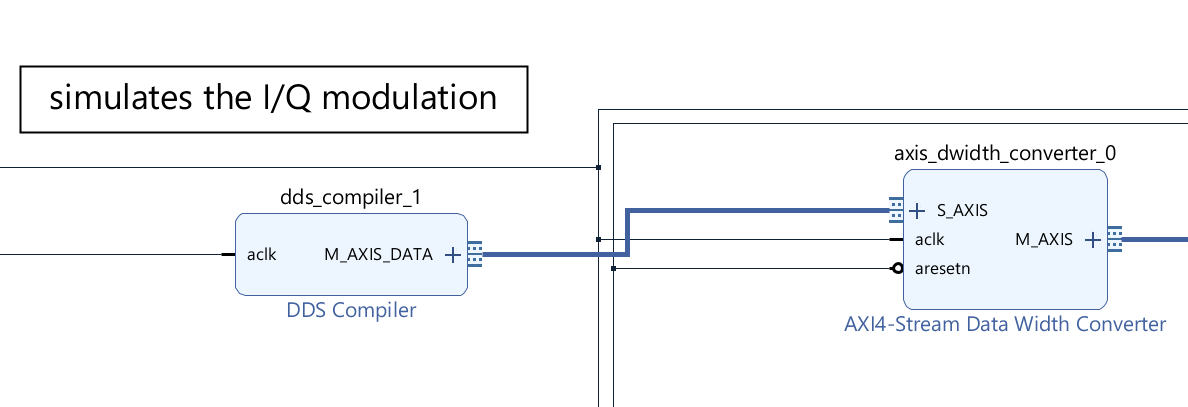 simulates the I/Q modulation
axis_dwidth_converter_0
dds_compiler_1
S_AXIS
aclk
M_AXIS
aresetn
aclk
M_AXIS_DATA
DDS Compiler
AXI4-Stream Data Width Converter